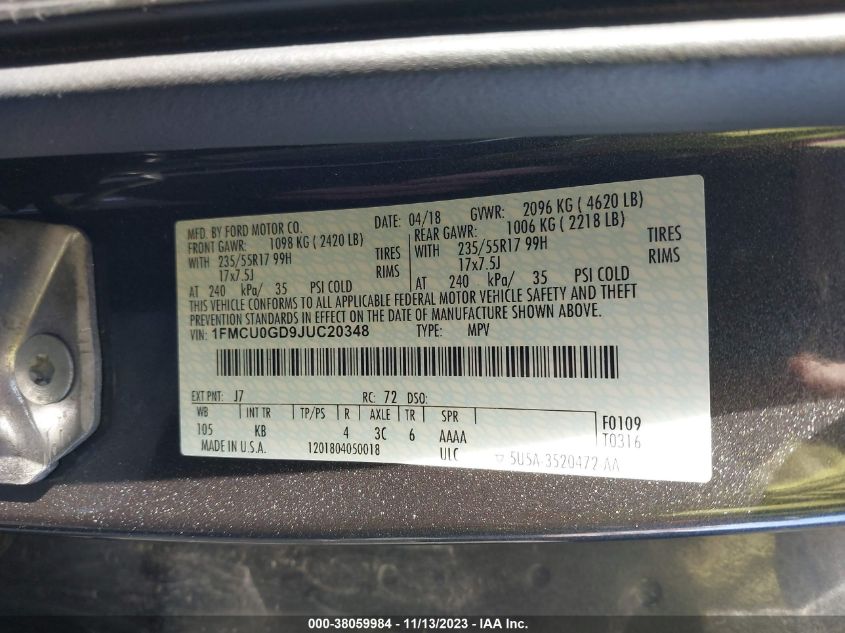 MFD. BY FORD MOTOR CO. DATE: 04/18 GVWR: 2096 KG ( 4620 LB)
FRONT GAWR: 1098 KG ( 2420 LB) REAR GAWR: 1006 KG ( 2218 LB)
WITH 235/55R17 99H TIRES WITH 235/55R17 99H TIRES
17x7.5J RIMS 17x7.5J RIMS
AT 240 kPa/ 35 PSI COLD AT 240 kPa/ 35 PSI COLD
THIS VEHICLE CONFORMS TO ALL APPLICABLE FEDERAL MOTOR VEHICLE SAFETY AND THEFT
PREVENTION STANDARDS IN EFFECT ON THE DATE OF MANUFACTURE SHOWN ABOVE.
VIN: 1FMCU0GD9JUC20348 TYPE: MPV
EXT PNT: J7 RC: 72 DSO:
WB INT TR TP/PS R AXLE TR SPR
105 KB 4 3C 6 AAAA F0109
MADE IN U.S.A. 1201804050018 ULC T0316
5U5A-3520472-AA
000-38059984 - 11/13/2023 - IAA Inc.